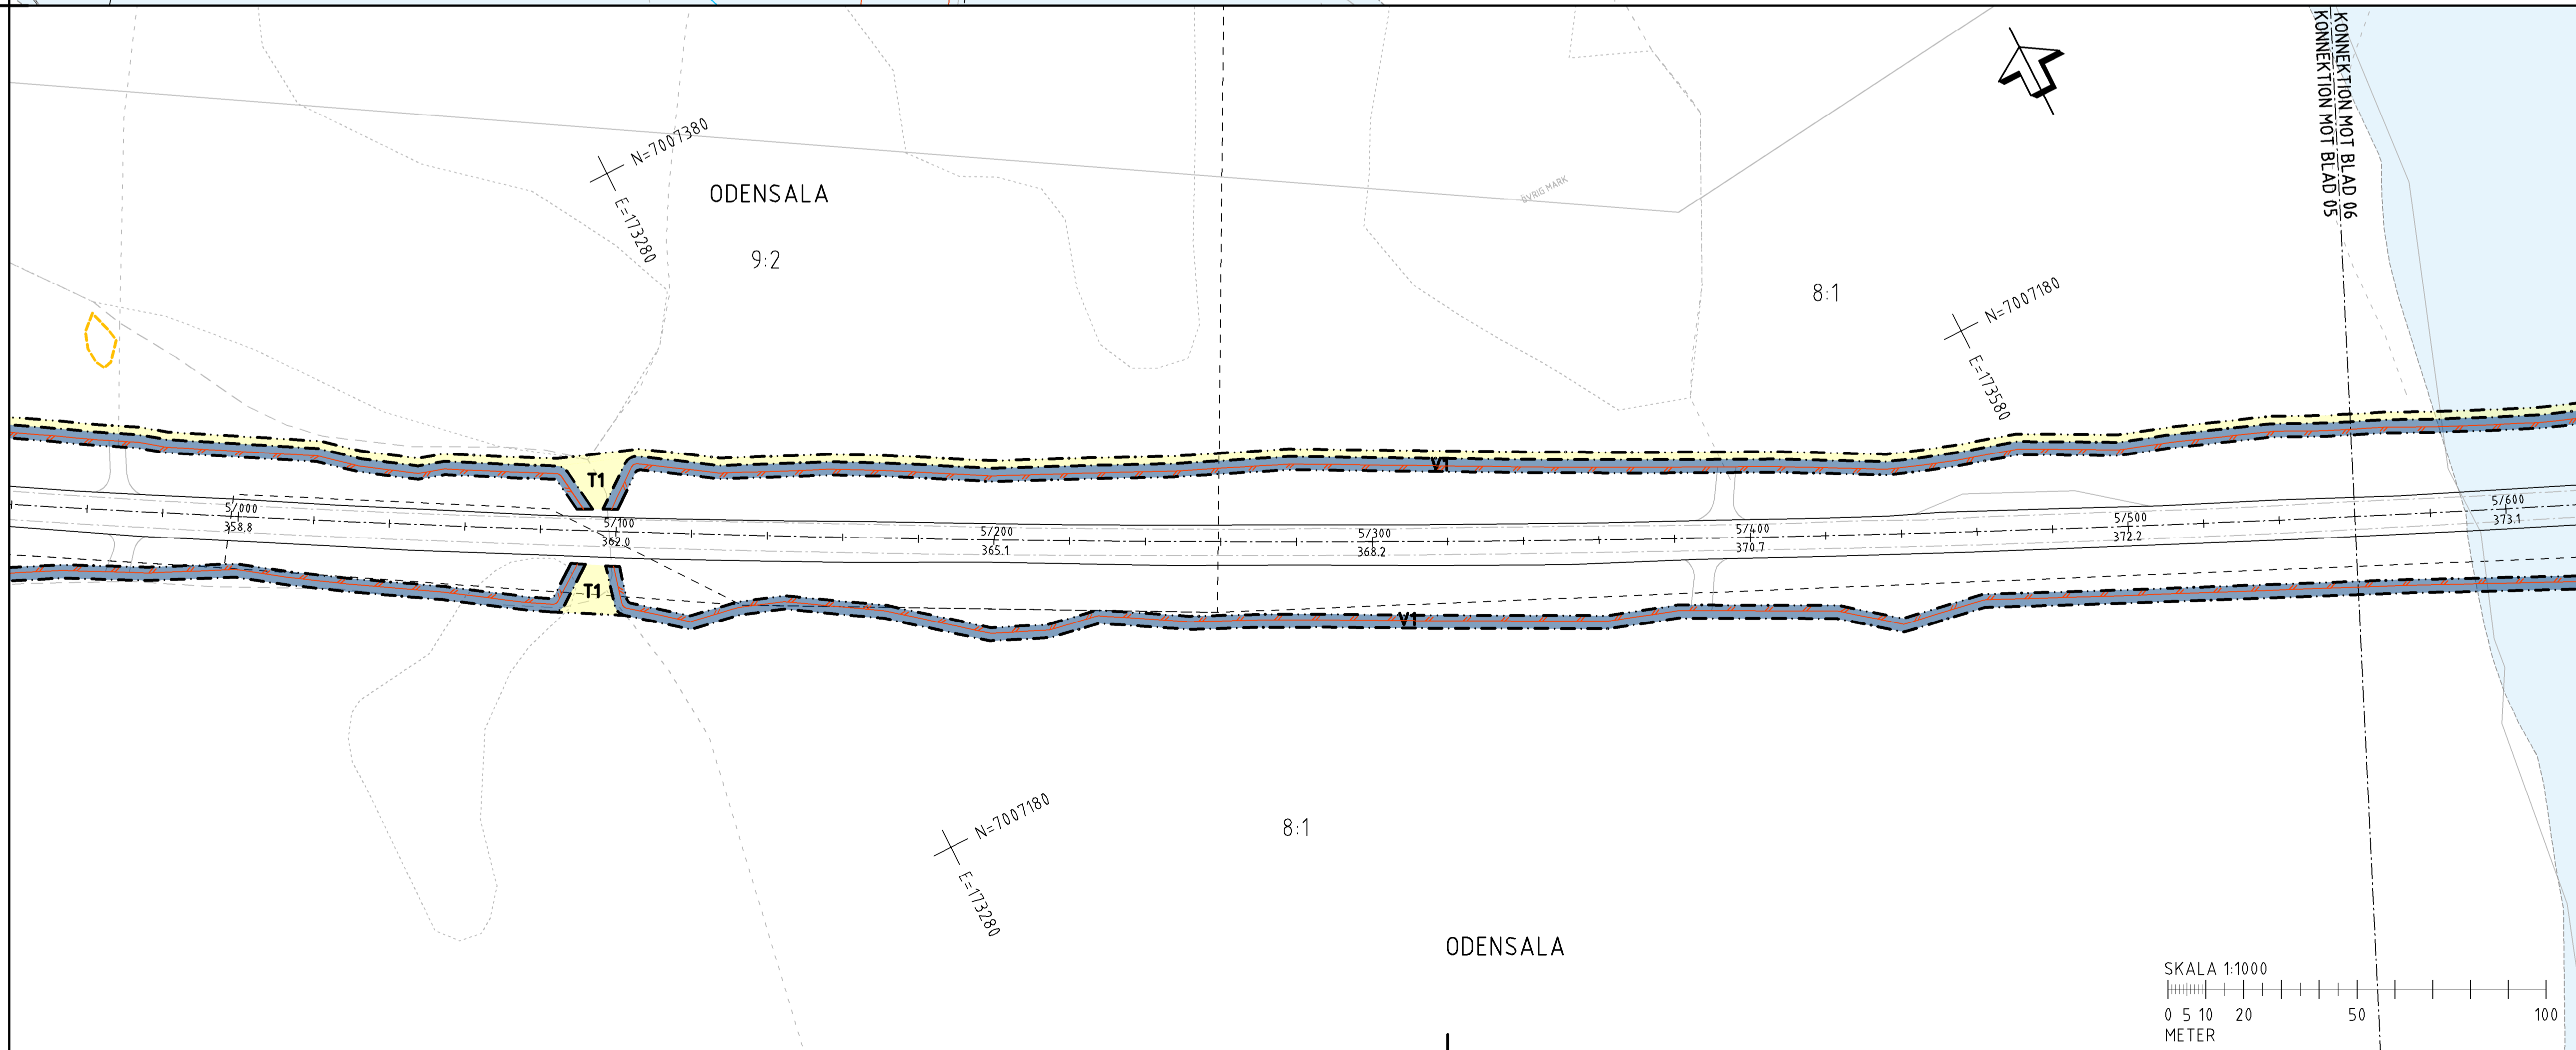 KONNEKTION MOT BLAD 06
KONNEKTION MOT BLAD 05
N=7007380
E=173280
ODENSALA
9:2
ÖVRIG MARK
8:1
N=7007180
E=173580
T1
V1
5/000
358.8
5/100
362.0
5/200
365.1
5/300
368.2
5/400
370.7
5/500
372.2
5/600
373.1
T1
V1
N=7007180
E=173280
8:1
ODENSALA
SKALA 1:1000
0 5 10 20 50 100
METER